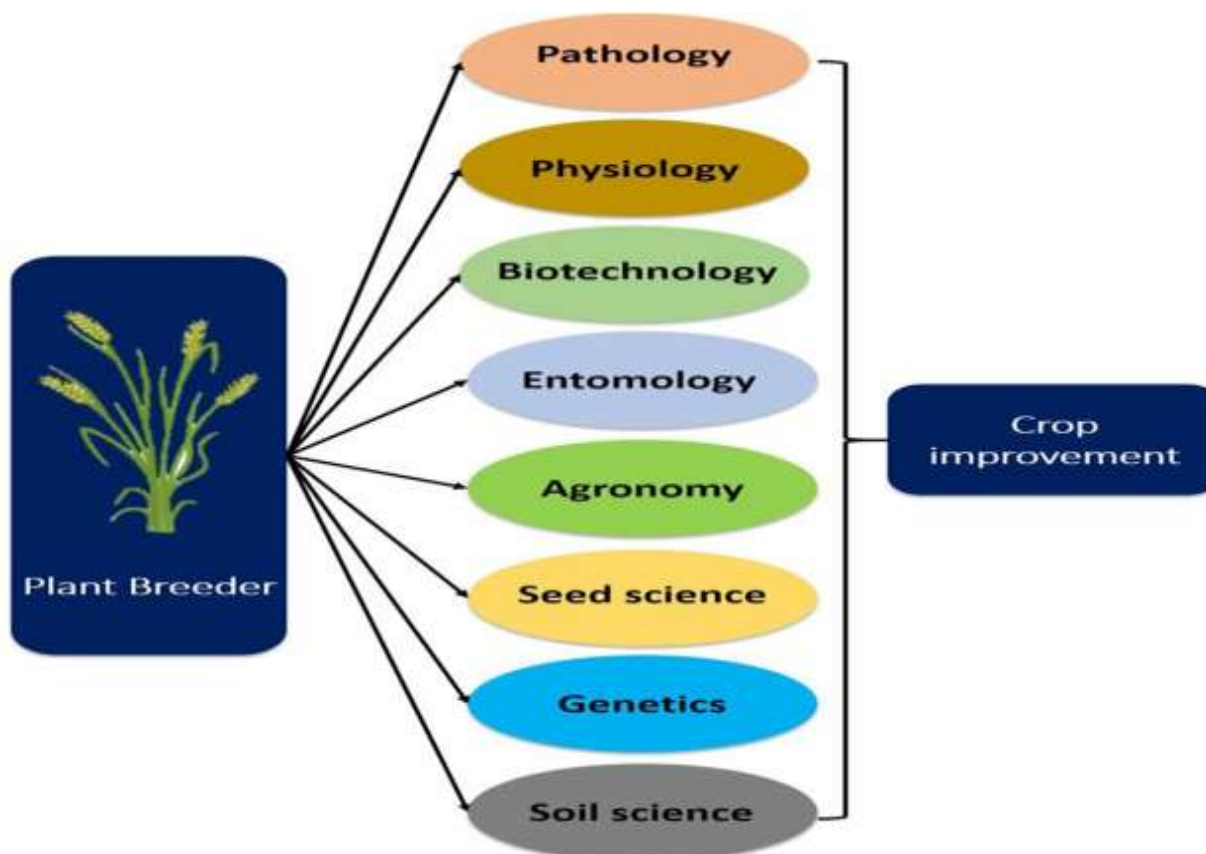 Plant Breeder
Pathology
Physiology
Biotechnology
Entomology
Agronomy
Seed science
Genetics
Soil science
Crop
improvement